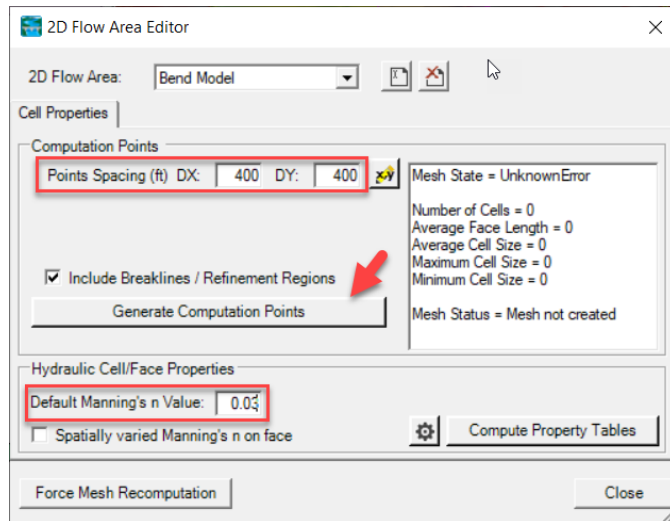 2D Flow Area Editor
2D Flow Area: Bend Model
Cell Properties
Computation Points
Points Spacing (ft) DX: 400 DY: 400
Mesh State = UnknownError
Number of Cells = 0
Average Face Length = 0
Average Cell Size = 0
Maximum Cell Size = 0
Minimum Cell Size = 0
Mesh Status = Mesh not created
Include Breaklines / Refinement Regions
Generate Computation Points
Hydraulic Cell/Face Properties
Default Manning's n Value: 0.03
Spatially varied Manning's n on face
Compute Property Tables
Force Mesh Recomputation
Close